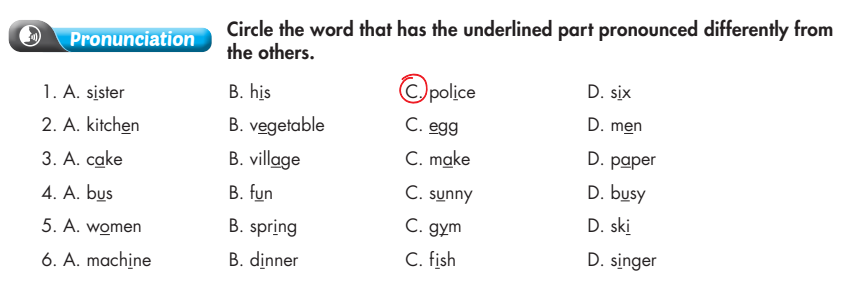 Pronunciation
Circle the word that has the underlined part pronounced differently from
the others.
1. A. sister B. his C. police D. six
2. A. kitchen B. vegetable C. egg D. men
3. A. cake B. village C. make D. paper
4. A. bus B. fun C. sunny D. busy
5. A. women B. spring C. gym D. ski
6. A. machine B. dinner C. fish D. singer